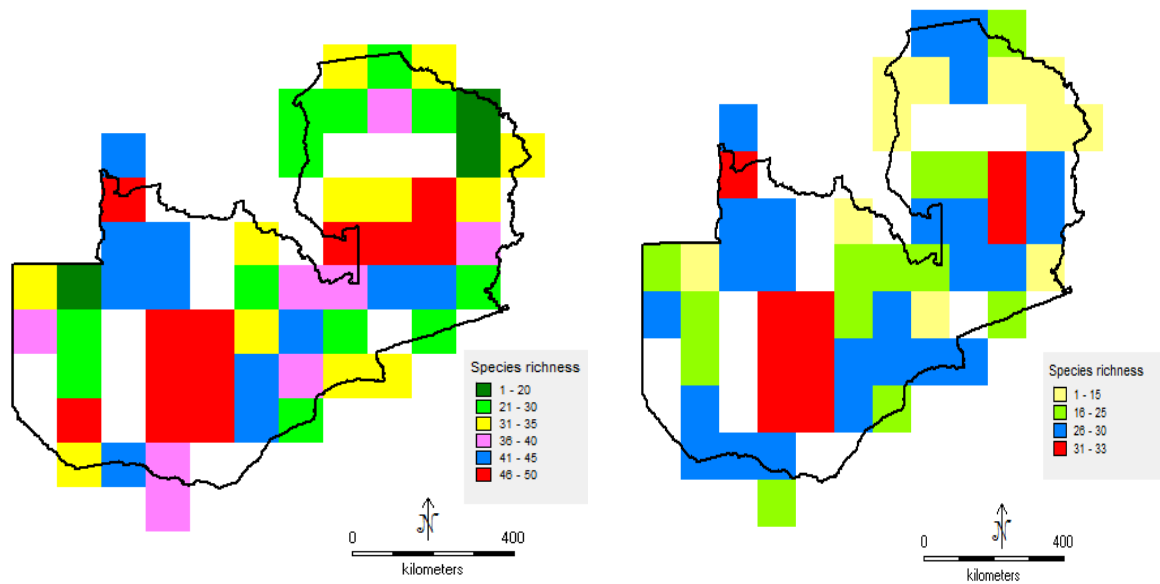 Species richness
1 - 20
21 - 30
31 - 35
36 - 40
41 - 45
46 - 50
N
0 400
kilometers
Species richness
1 - 15
16 - 25
26 - 30
31 - 33
N
0 400
kilometers